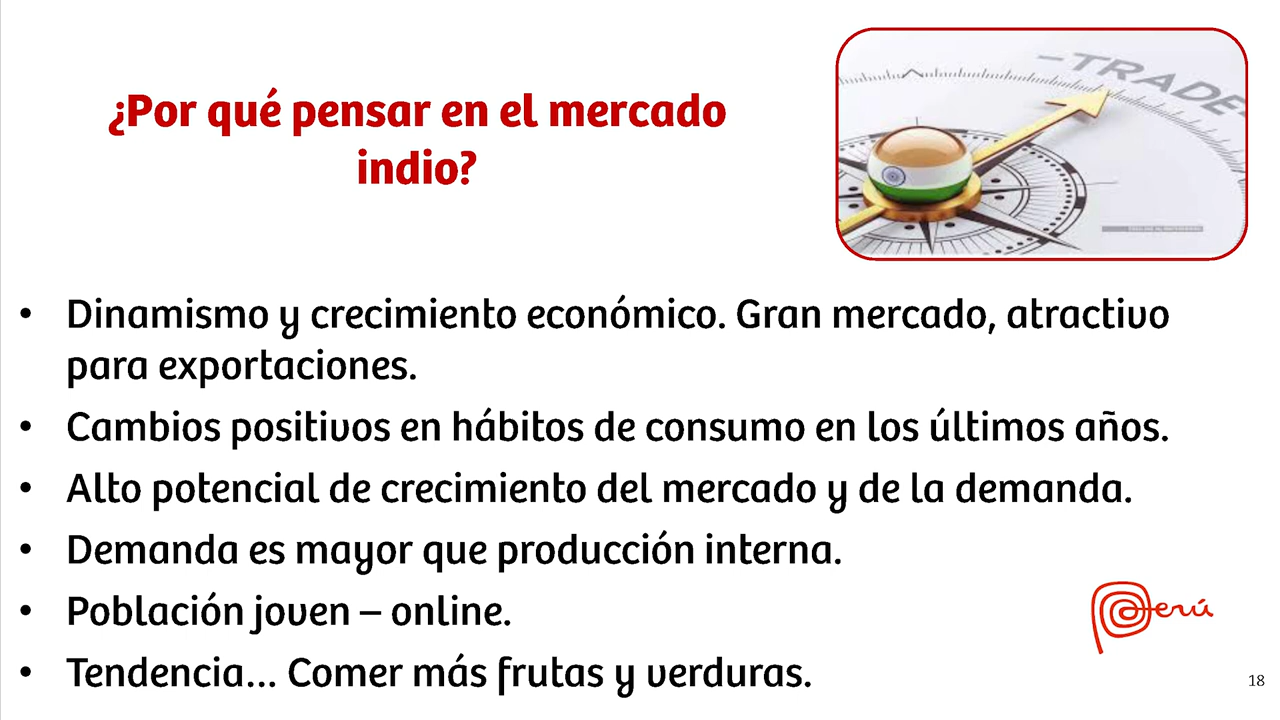 ¿Por qué pensar en el mercado
indio?
TRADE
• Dinamismo y crecimiento económico. Gran mercado, atractivo
para exportaciones.
• Cambios positivos en hábitos de consumo en los últimos años.
• Alto potencial de crecimiento del mercado y de la demanda.
• Demanda es mayor que producción interna.
• Población joven – online.
• Tendencia... Comer más frutas y verduras.
Perú
18